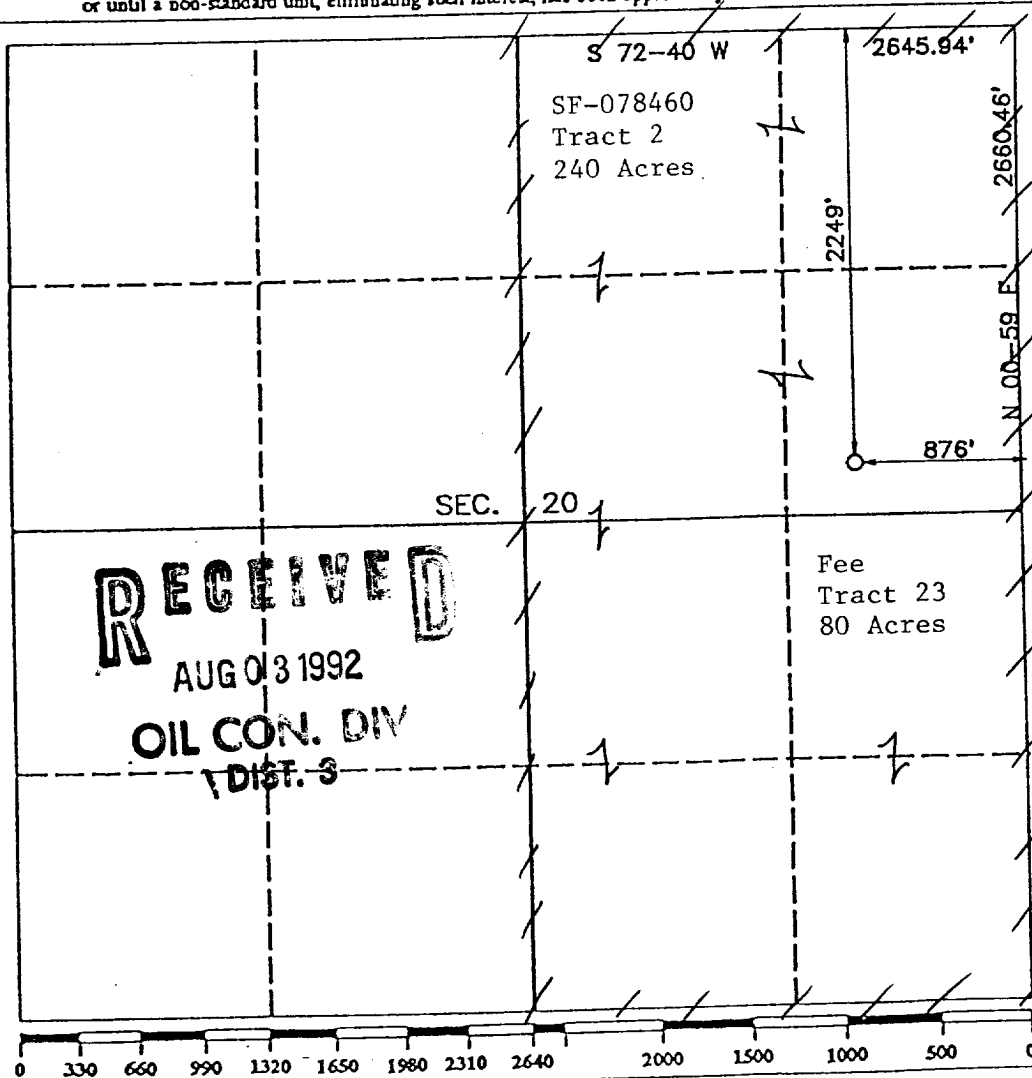 or until a non-standard unit, eliminating such interest, has been
S 72-40 W 2645.94'
SF-078460
Tract 2
240 Acres
2660.46'
2249'
N 00-59 E
876'
SEC. 20
Fee
Tract 23
80 Acres
RECEIVED
AUG 03 1992
OIL CON. DIV
DIST. 3
0 330 660 990 1320 1650 1980 2310 2640 2000 1500 1000 500 0